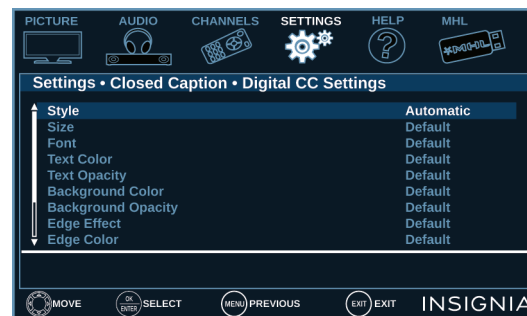 PICTURE AUDIO CHANNELS SETTINGS HELP MHL
MHL
Settings • Closed Caption • Digital CC Settings
Style Automatic
Size Default
Font Default
Text Color Default
Text Opacity Default
Background Color Default
Background Opacity Default
Edge Effect Default
Edge Color Default
MOVE OK ENTER SELECT MENU PREVIOUS EXIT EXIT INSIGNIA